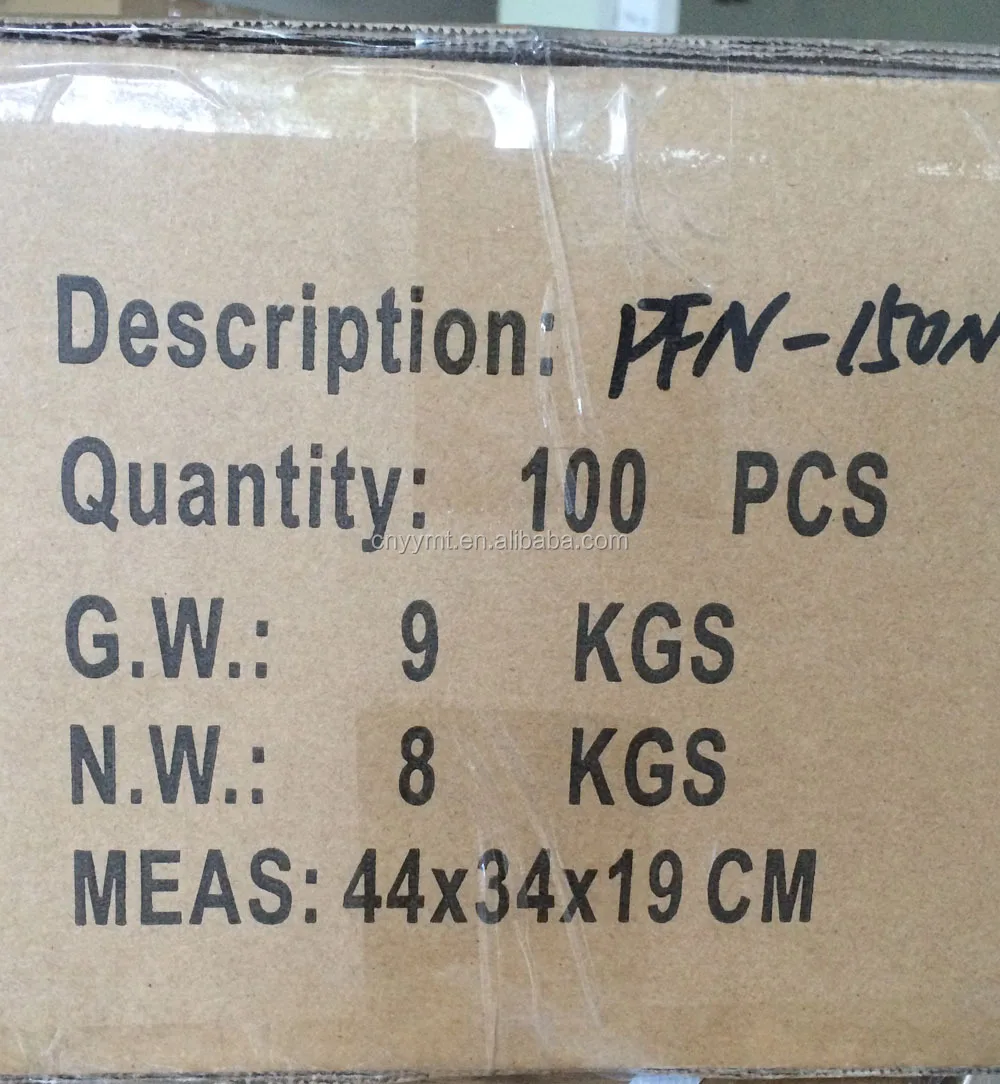 Description: PFN-150N
Quantity: 100 PCS
cnyymt.en.alibaba.com
G.W.: 9 KGS
N.W.: 8 KGS
MEAS: 44x34x19 CM